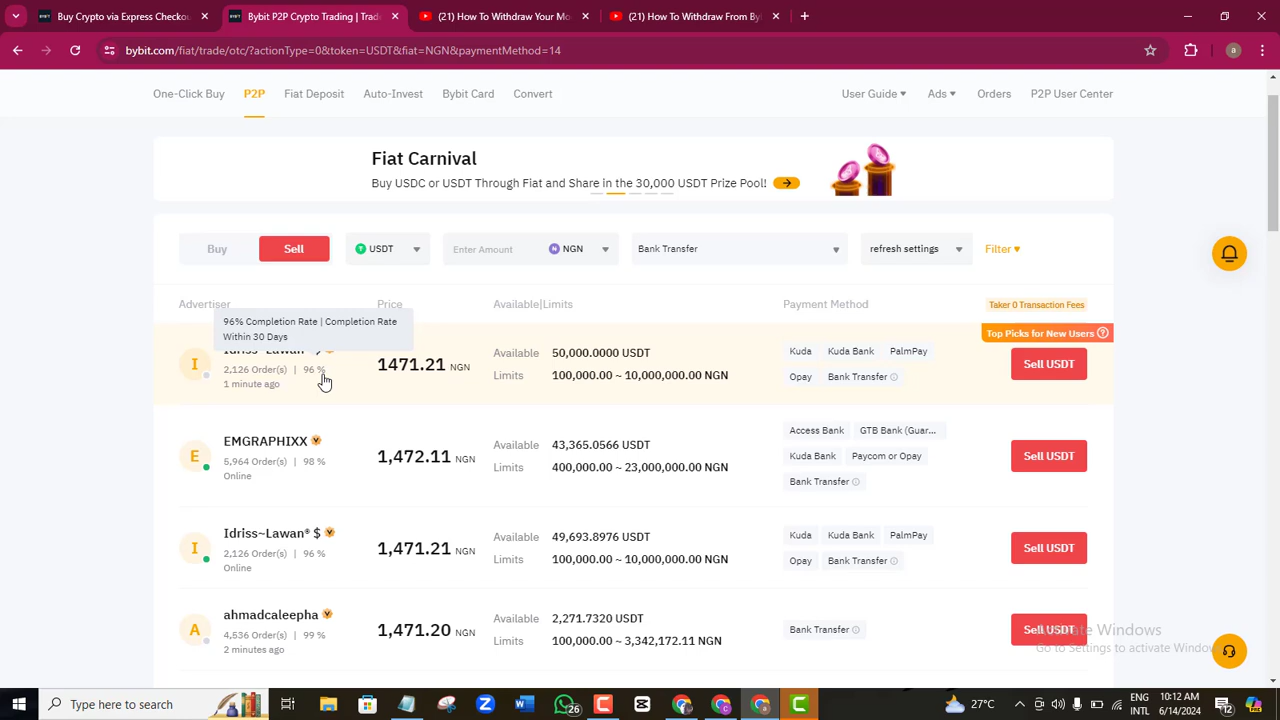 Buy Crypto via Express Checkou
Bybit P2P Crypto Trading | Trad
(21) How To Withdraw Your Mo
(21) How To Withdraw From By
bybit.com/fiat/trade/otc/?actionType=0&token=USDT&fiat=NGN&paymentMethod=14
a
One-Click Buy P2P Fiat Deposit Auto-Invest Bybit Card Convert User Guide Ads Orders P2P User Center
Fiat Carnival
Buy USDC or USDT Through Fiat and Share in the 30,000 USDT Prize Pool!
Buy Sell USDT Enter Amount NGN Bank Transfer refresh settings Filter
Advertiser Price Available|Limits Payment Method Taker 0 Transaction Fees
96% Completion Rate | Completion Rate
Within 30 Days
Top Picks for New Users
I
Idriss~Lawan® $
2,126 Order(s) | 96 %
1 minute ago
1471.21 NGN
Available 50,000.0000 USDT
Limits 100,000.00 ~ 10,000,000.00 NGN
Kuda Kuda Bank PalmPay
Opay Bank Transfer
Sell USDT
E
EMGRAPHIXX
5,964 Order(s) | 98 %
Online
1,472.11 NGN
Available 43,365.0566 USDT
Limits 400,000.00 ~ 23,000,000.00 NGN
Access Bank GTB Bank (Guar...
Kuda Bank Paycom or Opay
Bank Transfer
Sell USDT
I
Idriss~Lawan® $
2,126 Order(s) | 96 %
Online
1,471.21 NGN
Available 49,693.8976 USDT
Limits 100,000.00 ~ 10,000,000.00 NGN
Kuda Kuda Bank PalmPay
Opay Bank Transfer
Sell USDT
A
ahmadcaleepha
4,536 Order(s) | 99 %
2 minutes ago
1,471.20 NGN
Available 2,271.7320 USDT
Limits 100,000.00 ~ 3,342,172.11 NGN
Bank Transfer
Sell USDT
Activate Windows
Go to Settings to activate Window
Type here to search
26
27°C
ENG
INTL
10:12 AM
6/14/2024
2